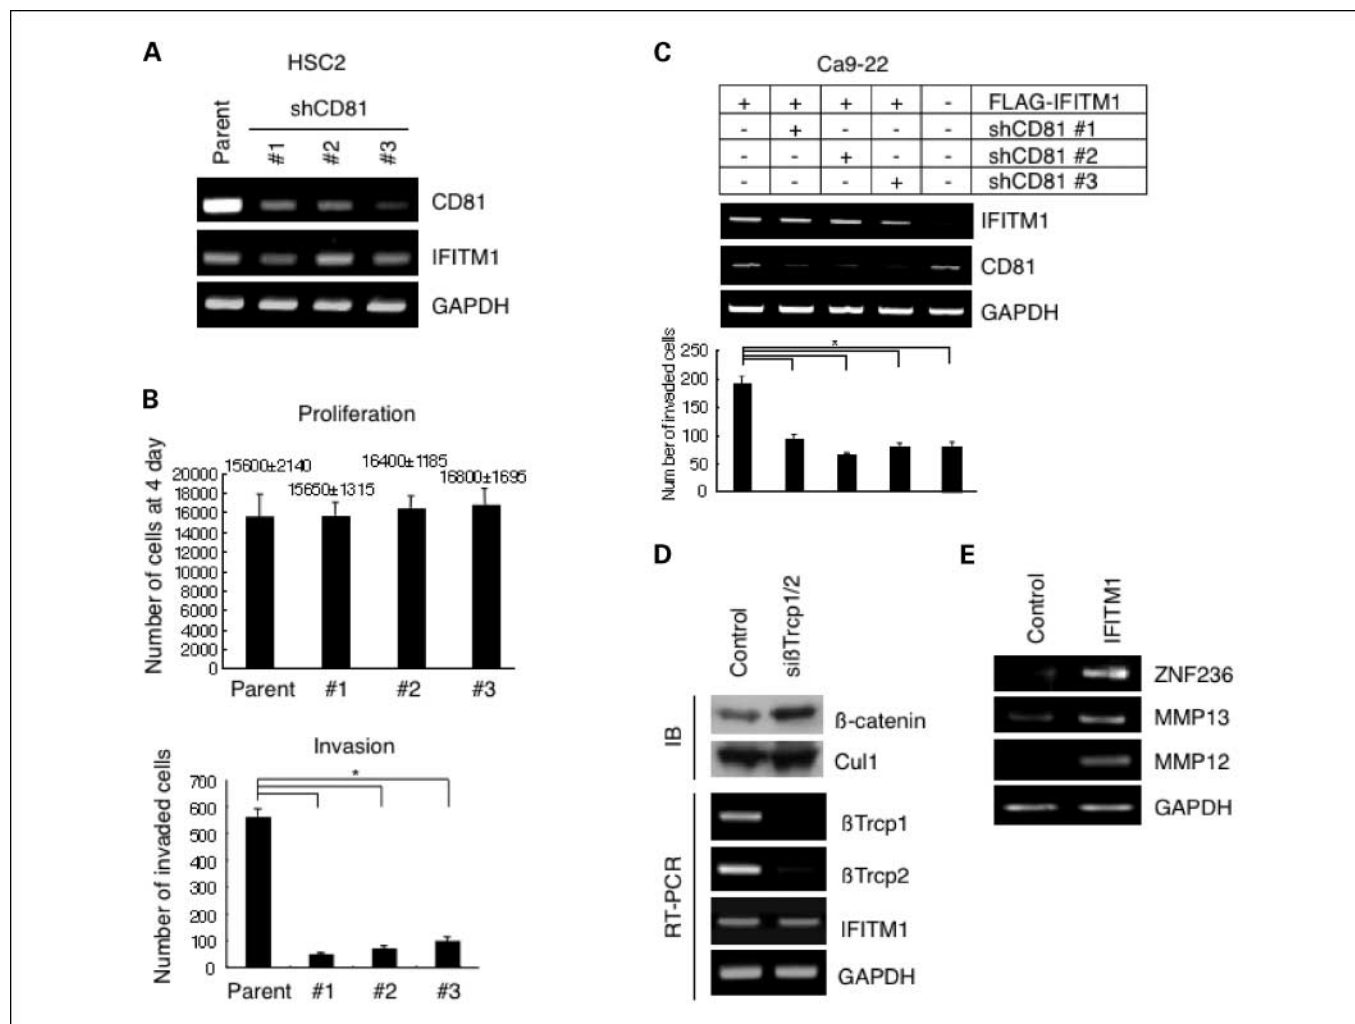 A
HSC2
Parent
shCD81
#1 #2 #3
CD81
IFITM1
GAPDH
B
Proliferation
Number of cells at 4 day
20000
18000
16000
14000
12000
10000
8000
6000
4000
2000
0
15600±2140
15650±1315
16400±1185
16800±1695
Parent #1 #2 #3
Invasion
Number of invaded cells
700
600
500
400
300
200
100
0
*
Parent #1 #2 #3
C
Ca9-22
+ + + + - FLAG-IFITM1
- + - - - shCD81 #1
- - + - - shCD81 #2
- - - + - shCD81 #3
IFITM1
CD81
GAPDH
Number of invaded cells
250
200
150
100
50
0
*
D
Control
sißTrcp1/2
IB
ß-catenin
Cul1
RT-PCR
ßTrcp1
ßTrcp2
IFITM1
GAPDH
E
Control
IFITM1
ZNF236
MMP13
MMP12
GAPDH